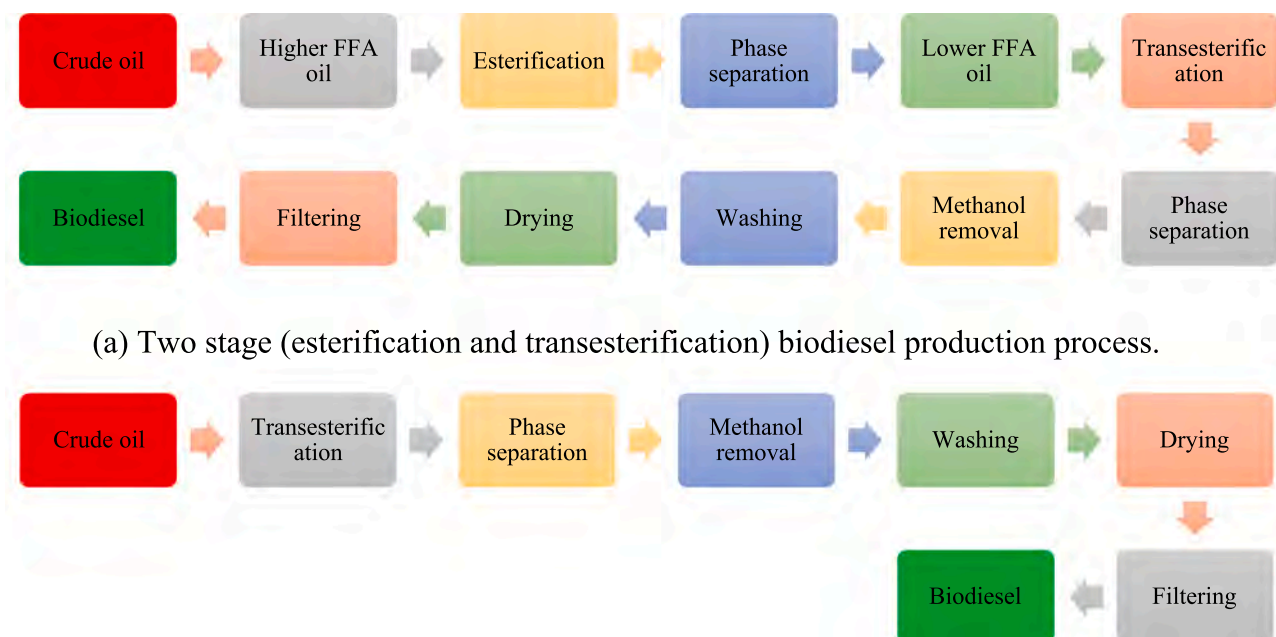 Crude oil
Higher FFA
oil
Esterification
Phase
separation
Lower FFA
oil
Transesterific
ation
Biodiesel
Filtering
Drying
Washing
Methanol
removal
Phase
separation
(a) Two stage (esterification and transesterification) biodiesel production process.
Crude oil
Transesterific
ation
Phase
separation
Methanol
removal
Washing
Drying
Biodiesel
Filtering